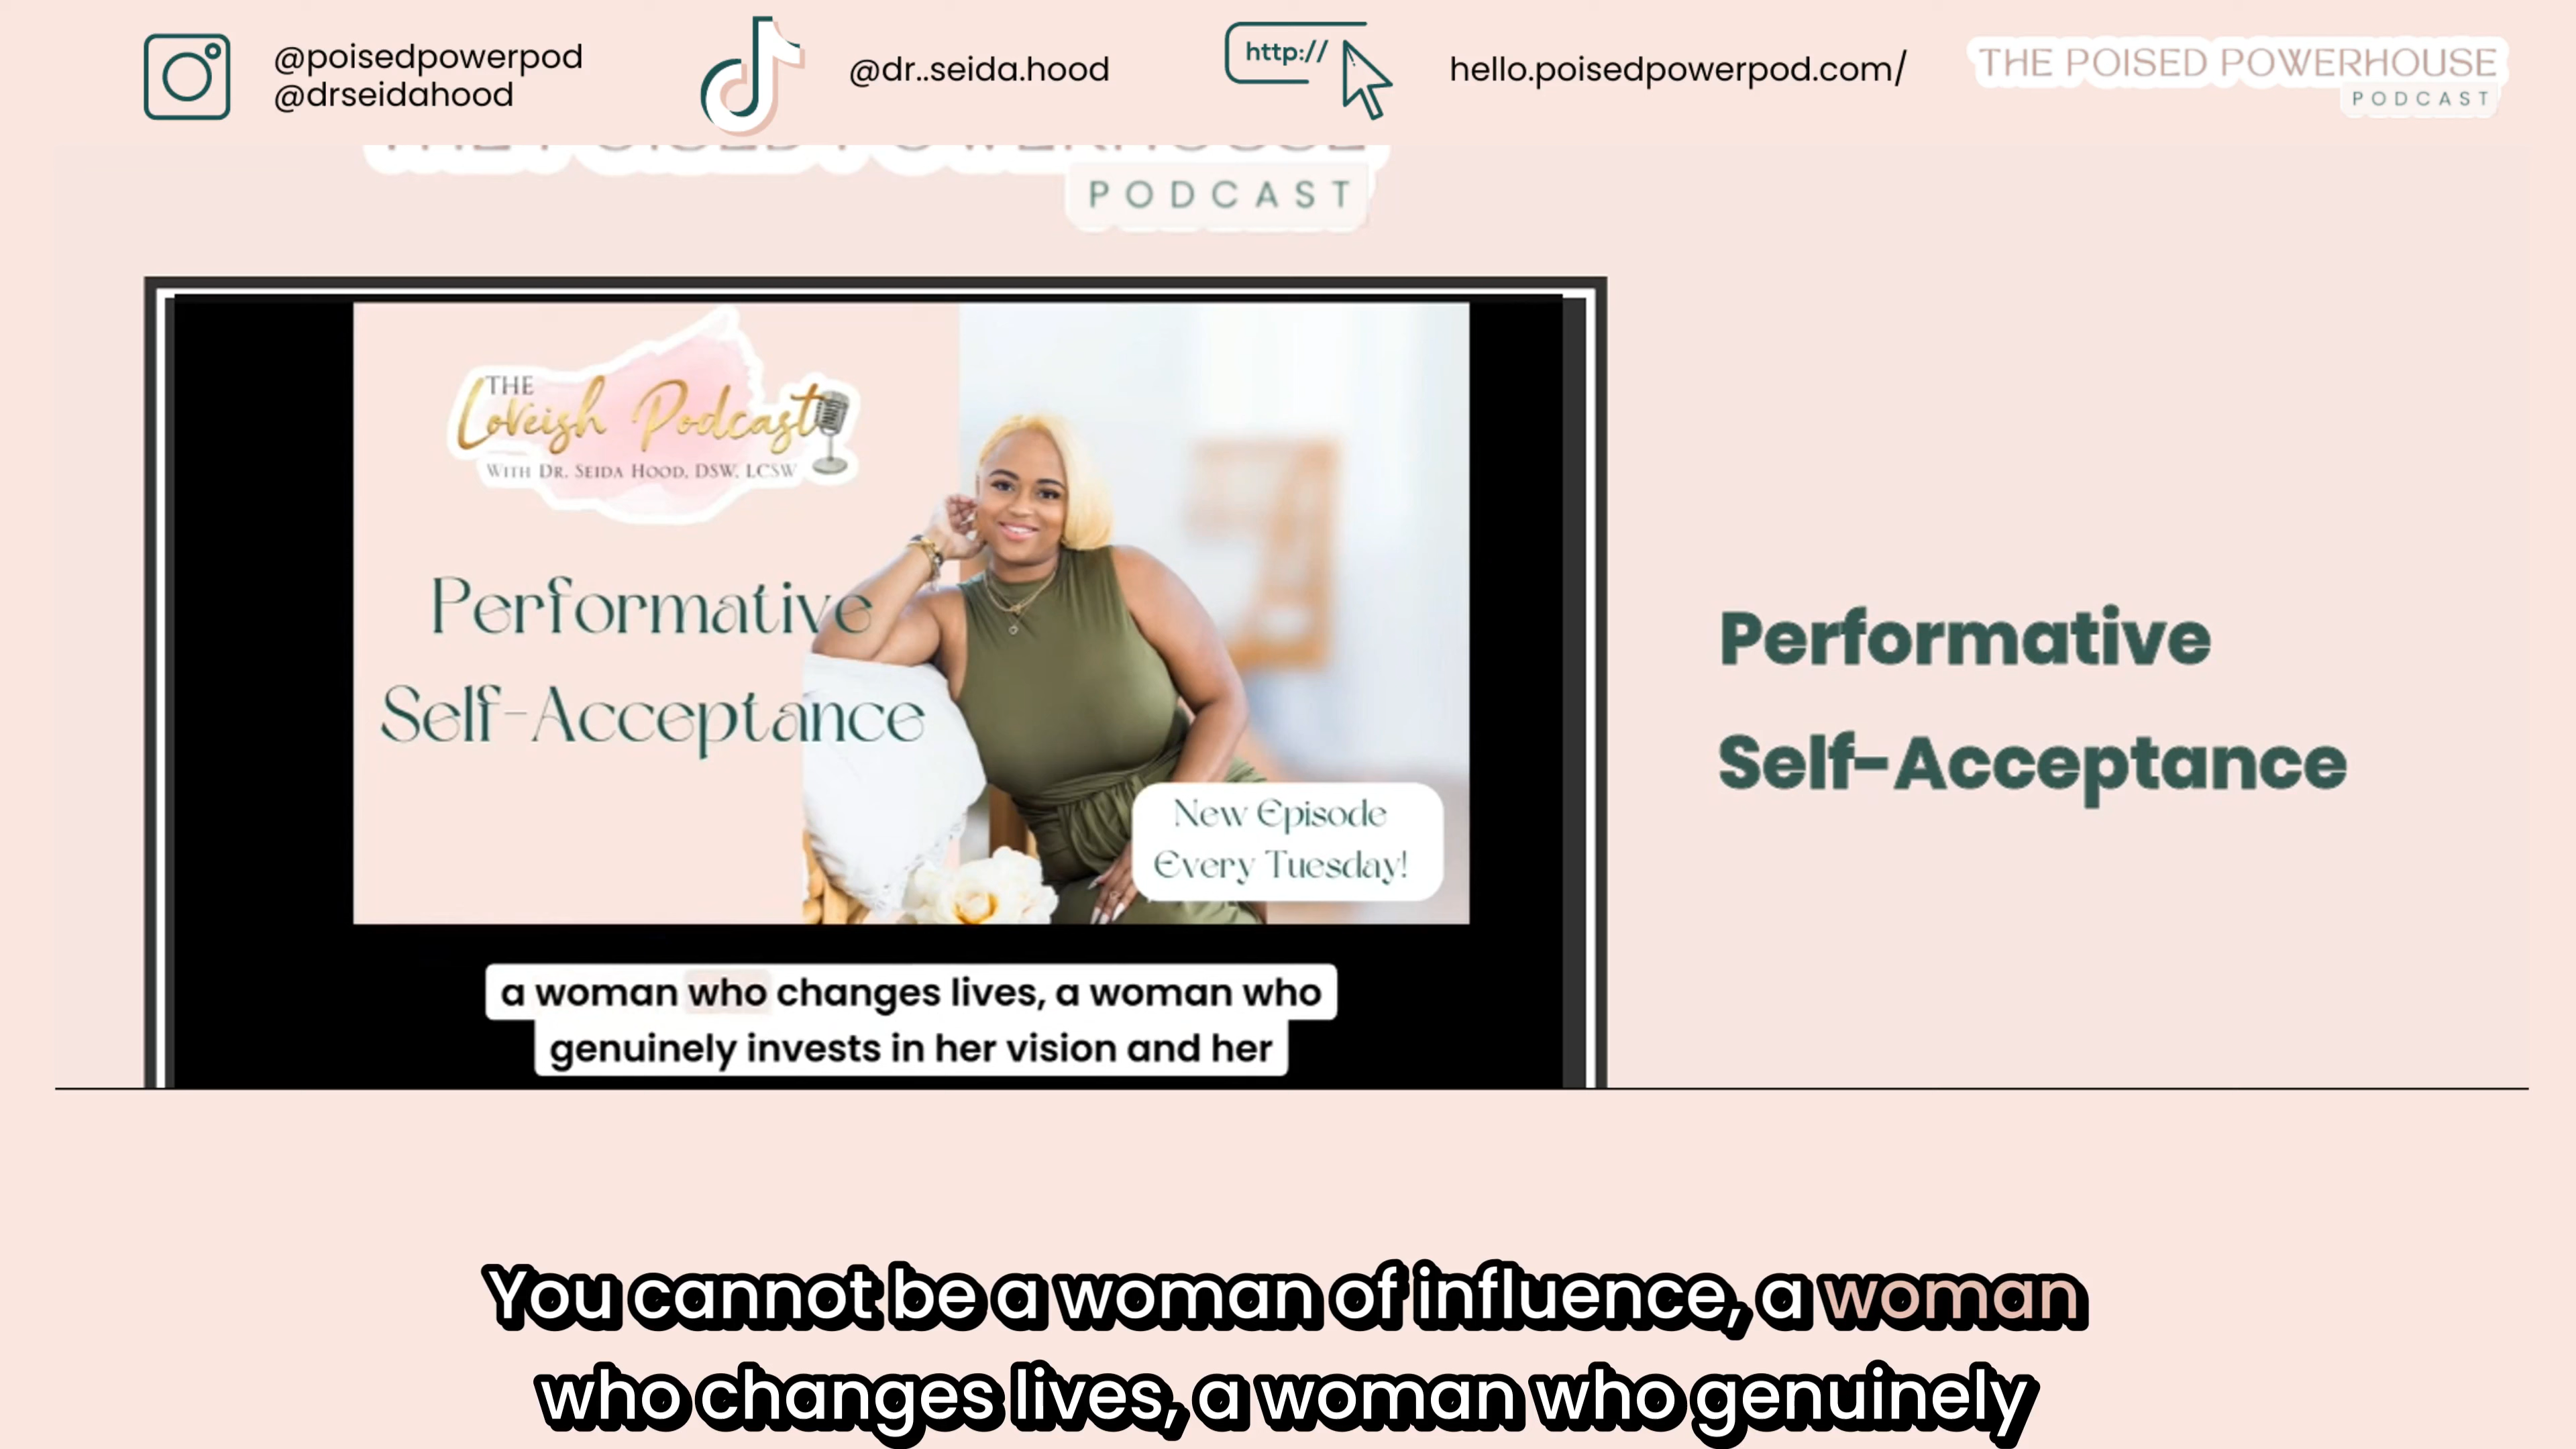 @poisedpowerpod
@drseidahood
@dr..seida.hood
http://
hello.poisedpowerpod.com/
THE POISED POWERHOUSE
PODCAST
THE POISED POWERHOUSE
PODCAST
THE
Loveish Podcast
WITH DR. SEIDA HOOD, DSW, LCSW
Performative
Self-Acceptance
New Episode
Every Tuesday!
a woman who changes lives, a woman who
genuinely invests in her vision and her
Performative
Self-Acceptance
You cannot be a woman of influence, a woman
who changes lives, a woman who genuinely